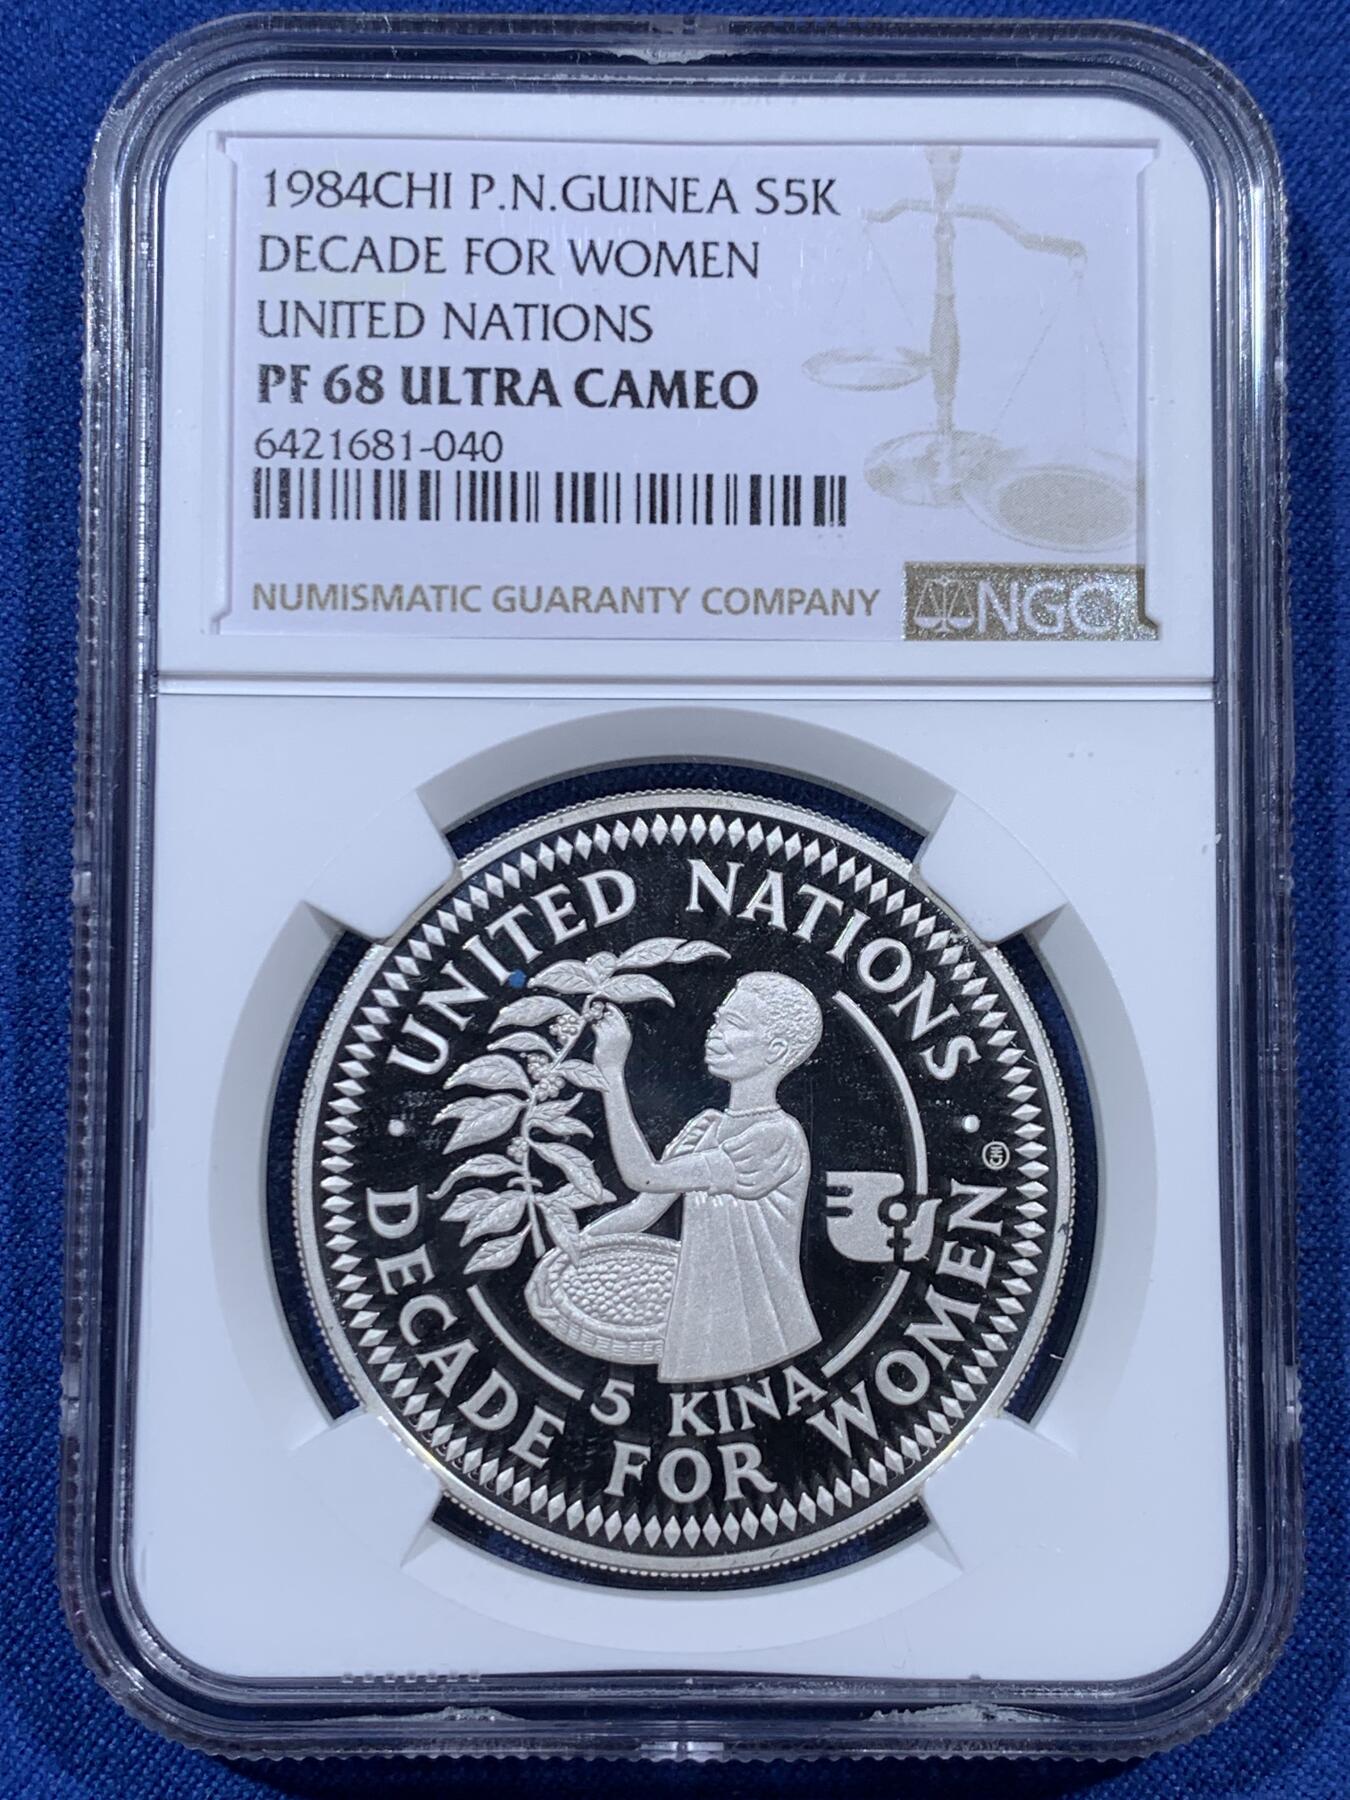 1984CHI P.N.GUINEA S5K
DECADE FOR WOMEN
UNITED NATIONS
PF 68 ULTRA CAMEO
6421681-040
NUMISMATIC GUARANTY COMPANY
NGC
UNITED NATIONS
CHI
5 KINA
DECADE FOR WOMEN